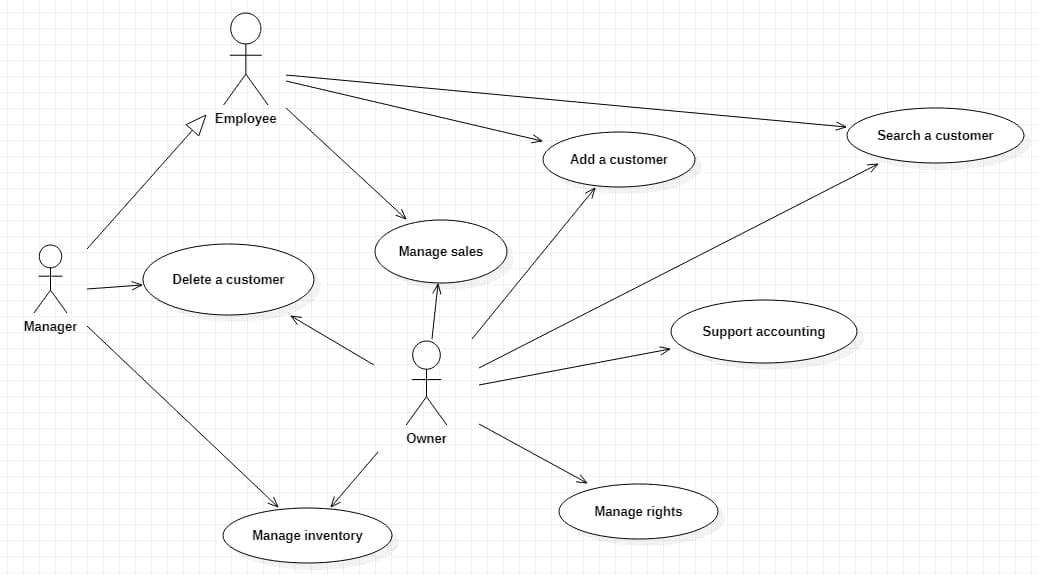 Employee
Search a customer
Add a customer
Manage sales
Delete a customer
Manager
Support accounting
Owner
Manage rights
Manage inventory